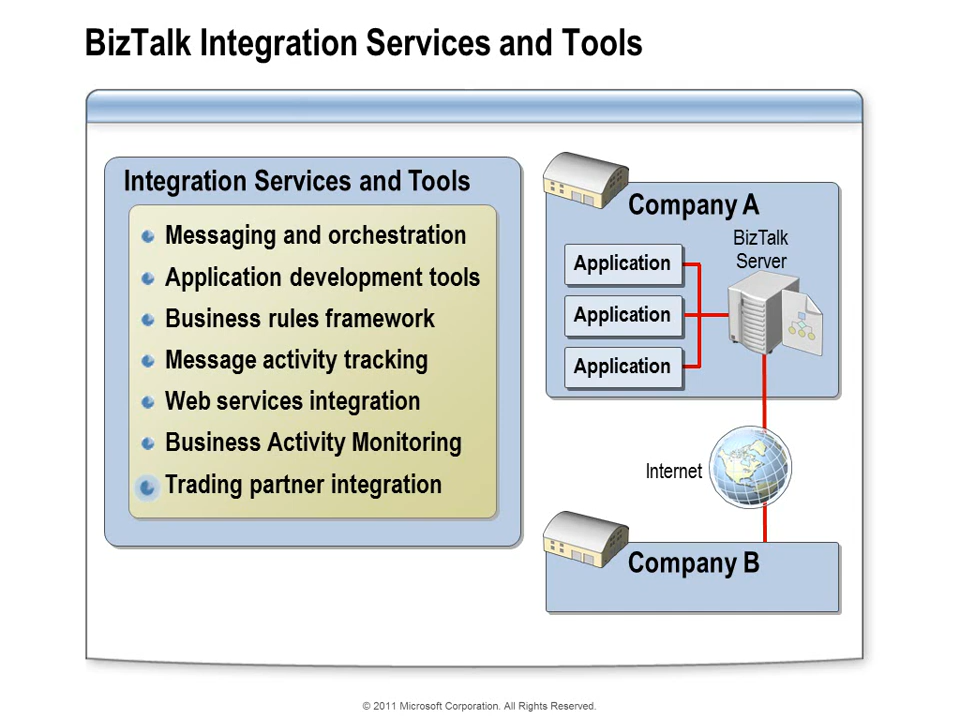 BizTalk Integration Services and Tools
Integration Services and Tools
Messaging and orchestration
Application development tools
Business rules framework
Message activity tracking
Web services integration
Business Activity Monitoring
Trading partner integration
Company A
BizTalk
Server
Application
Application
Application
Internet
Company B
© 2011 Microsoft Corporation. All Rights Reserved.